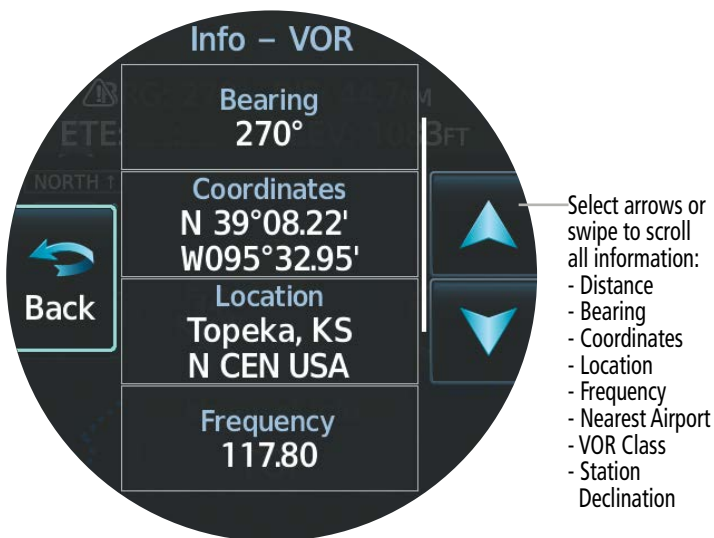 Info – VOR
ETE:
1083FT
NORTH ↑
Bearing
270°
Coordinates
N 39°08.22'
W095°32.95'
Back
Location
Topeka, KS
N CEN USA
Frequency
117.80
Select arrows or
swipe to scroll
all information:
- Distance
- Bearing
- Coordinates
- Location
- Frequency
- Nearest Airport
- VOR Class
- Station
Declination